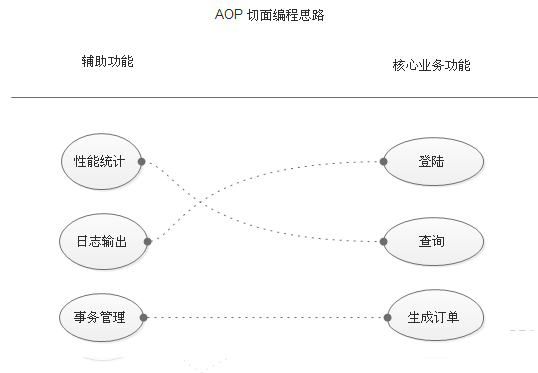 AOP 切面编程思路
辅助功能
核心业务功能
性能统计
登陆
日志输出
查询
事务管理
生成订单